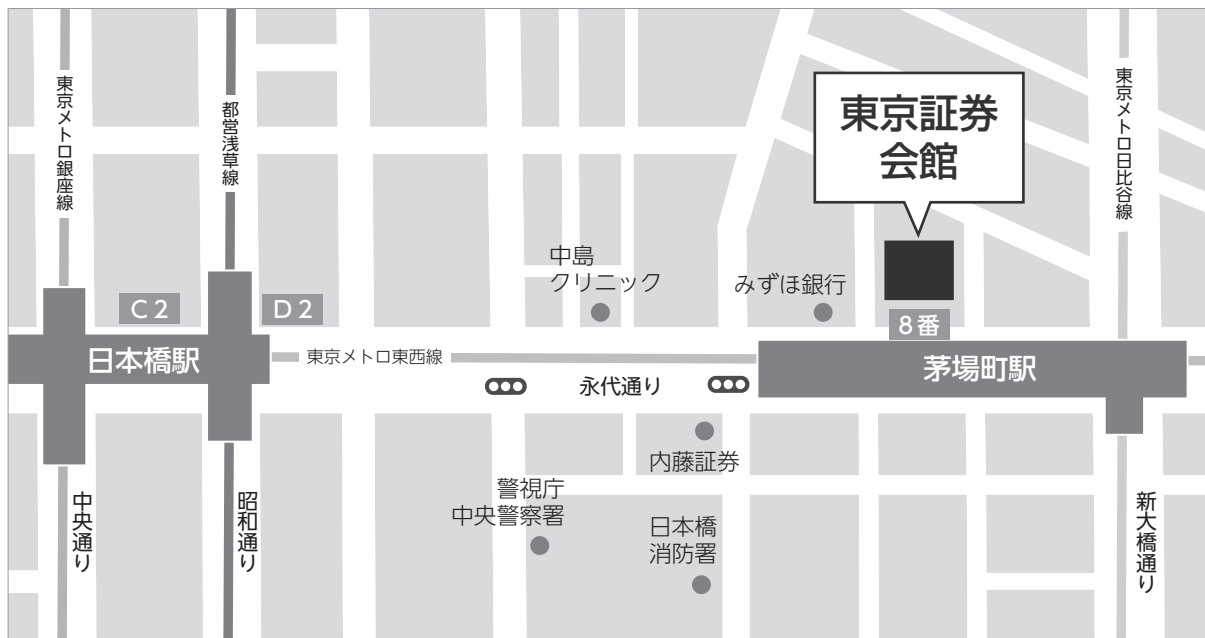 東京メトロ銀座線
都営浅草線
東京証券
会館
東京メトロ日比谷線
中島
クリニック
みずほ銀行
C2
D2
8番
日本橋駅
東京メトロ東西線
茅場町駅
永代通り
内藤証券
警視庁
中央警察署
日本橋
消防署
中央通り
昭和通り
新大橋通り